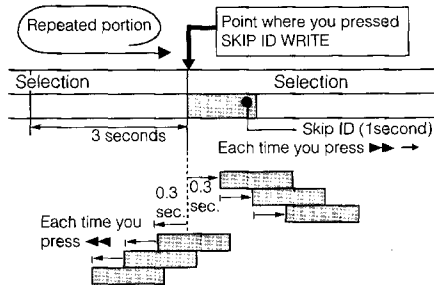 Repeated portion
Point where you pressed
SKIP ID WRITE
Selection
Selection
3 seconds
Skip ID (1second)
Each time you press ▶▶ →
0.3
sec.
0.3
sec.
Each time you
press ◀◀